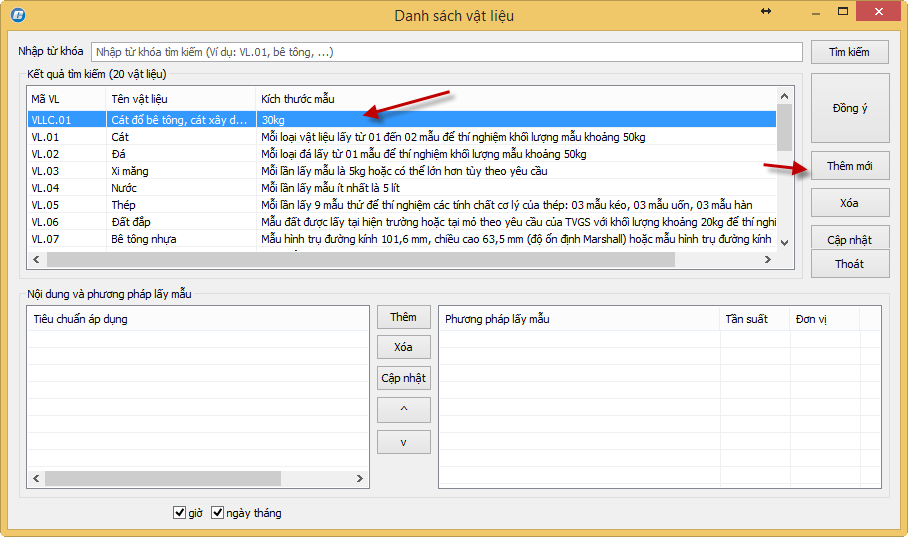 Danh sách vật liệu
Nhập từ khóa
Nhập từ khóa tìm kiếm (Ví dụ: VL.01, bê tông, ...)
Tìm kiếm
Kết quả tìm kiếm (20 vật liệu)
Mã VL Tên vật liệu Kích thước mẫu
VLLC.01 Cát đổ bê tông, cát xây d... 30kg
VL.01 Cát Mỗi loại vật liệu lấy từ 01 đến 02 mẫu để thí nghiệm khối lượng mẫu khoảng 50kg
VL.02 Đá Mỗi loại đá lấy từ 01 mẫu để thí nghiệm khối lượng mẫu khoảng 50kg
VL.03 Xi măng Mỗi lần lấy mẫu là 5kg hoặc có thể lớn hơn tùy theo yêu cầu
VL.04 Nước Mỗi lần lấy mẫu ít nhất là 5 lít
VL.05 Thép Mỗi lần lấy 9 mẫu thử để thí nghiệm các tính chất cơ lý của thép: 03 mẫu kéo, 03 mẫu uốn, 03 mẫu hàn
VL.06 Đất đắp Mẫu đất được lấy tại hiện trường hoặc tại mỏ theo yêu cầu của TVGS với khối lượng khoảng 20kg để thí nghi
VL.07 Bê tông nhựa Mẫu hình trụ đường kính 101,6 mm, chiều cao 63,5 mm (độ ổn định Marshall) hoặc mẫu hình trụ đường kính
Đồng ý
Thêm mới
Xóa
Cập nhật
Thoát
Nội dung và phương pháp lấy mẫu
Tiêu chuẩn áp dụng
Thêm
Xóa
Cập nhật
^
v
Phương pháp lấy mẫu Tần suất Đơn vị
giờ ngày tháng